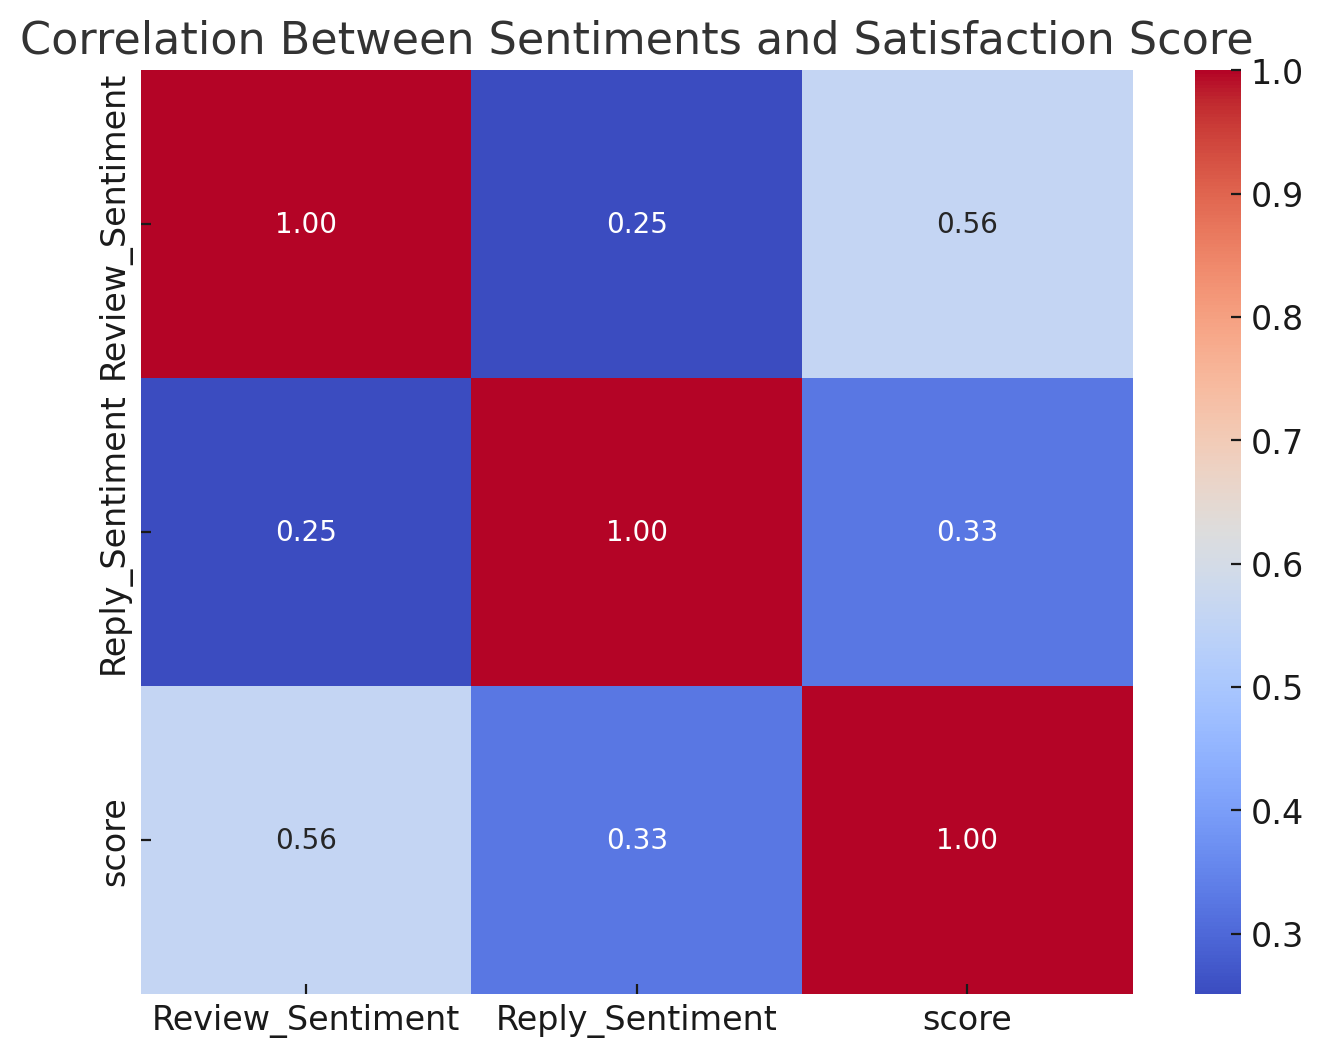 Correlation Between Sentiments and Satisfaction Score
Review_Sentiment
1.00
0.25
0.56
Reply_Sentiment
0.25
1.00
0.33
score
0.56
0.33
1.00
Review_Sentiment
Reply_Sentiment
score
1.0
0.9
0.8
0.7
0.6
0.5
0.4
0.3